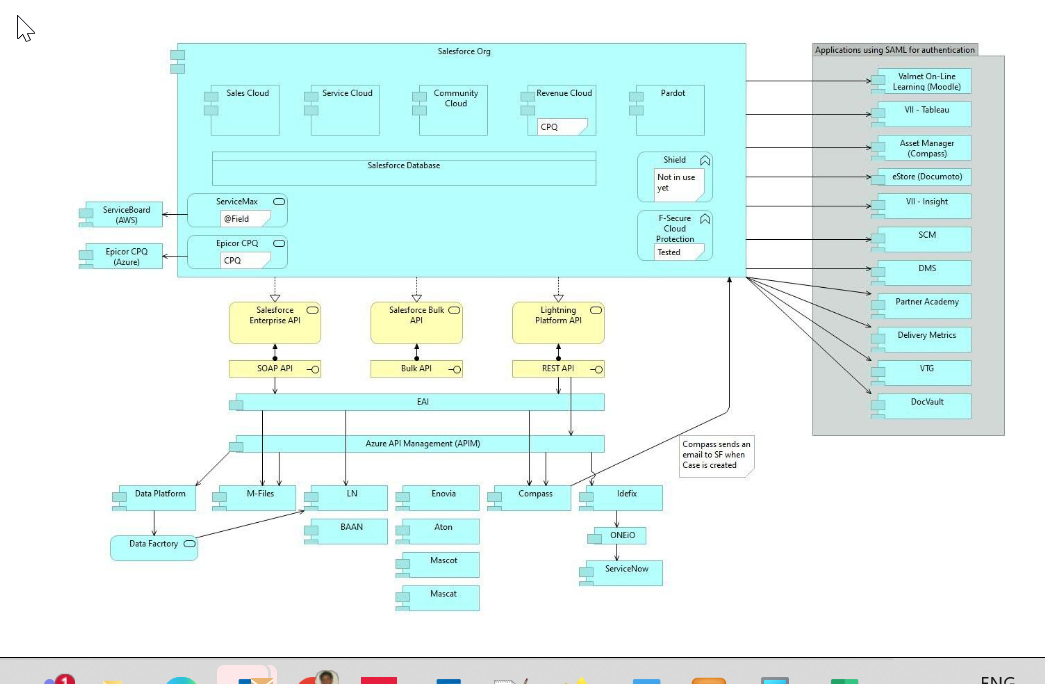 Salesforce Org
Applications using SAML for authentication
Sales Cloud
Service Cloud
Community
Cloud
Revenue Cloud
CPQ
Pardot
Salesforce Database
Shield
Not in use
yet
ServiceMax
@Field
Epicor CPQ
CPQ
F-Secure
Cloud
Protection
Tested
ServiceBoard
(AWS)
Epicor CPQ
(Azure)
Valmet On-Line
Learning (Moodle)
VII - Tableau
Asset Manager
(Compass)
eStore (Documoto)
VII - Insight
SCM
DMS
Partner Academy
Delivery Metrics
VTG
DocVault
Salesforce
Enterprise API
Salesforce Bulk
API
Lightning
Platform API
SOAP API
Bulk API
REST API
EAI
Azure API Management (APIM)
Compass sends an
email to SF when
Case is created
Data Platform
M-Files
LN
Enovia
Compass
Idefix
BAAN
Aton
ONEiO
Data Facrtory
Mascot
ServiceNow
Mascat
1
ENG